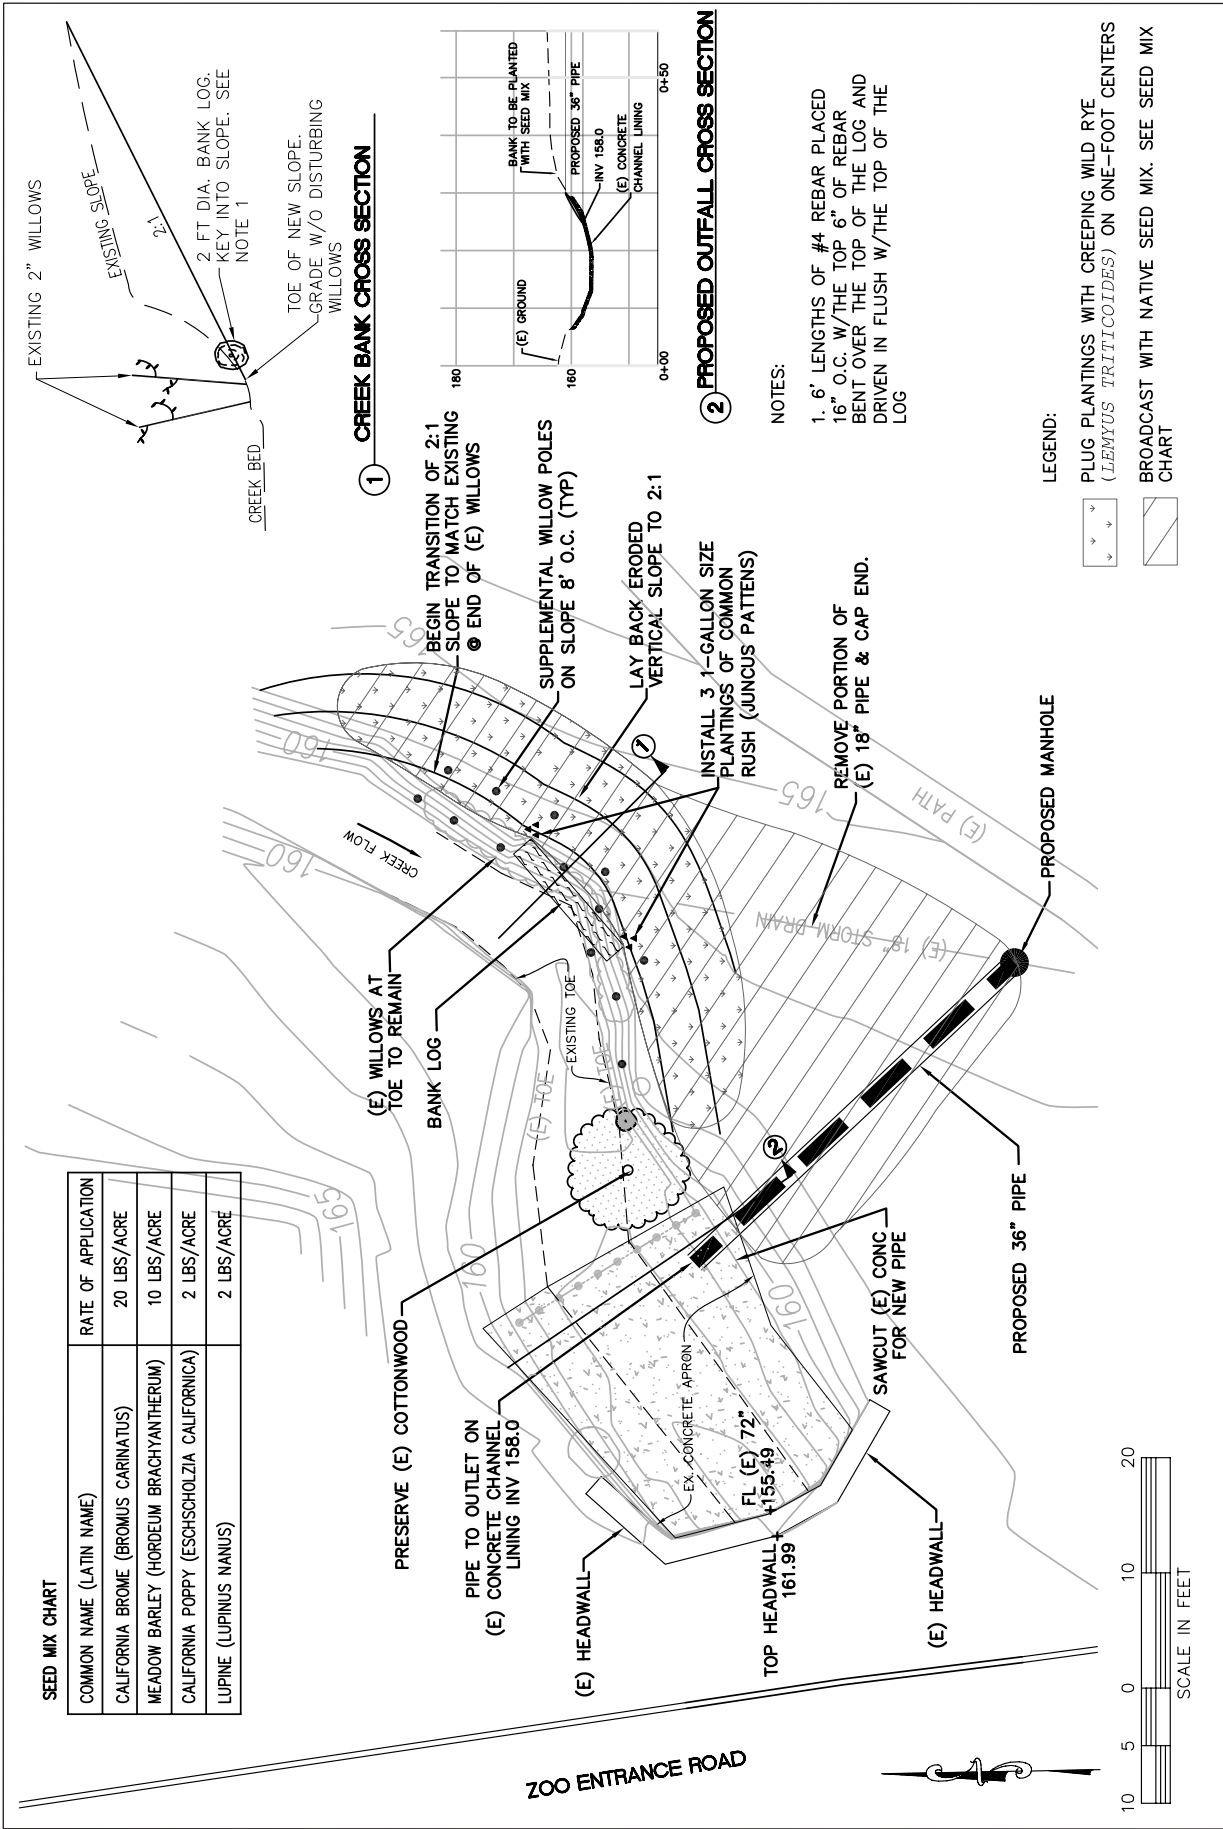 SEED MIX CHART
COMMON NAME (LATIN NAME) RATE OF APPLICATION
CALIFORNIA BROME (BROMUS CARINATUS) 20 LBS/ACRE
MEADOW BARLEY (HORDEUM BRACHYANTHERUM) 10 LBS/ACRE
CALIFORNIA POPPY (ESCHSCHOLZIA CALIFORNICA) 2 LBS/ACRE
LUPINE (LUPINUS NANUS) 2 LBS/ACRE
EXISTING 2" WILLOWS
EXISTING SLOPE
2:1
2 FT DIA. BANK LOG.
KEY INTO SLOPE. SEE
NOTE 1
TOE OF NEW SLOPE.
GRADE W/O DISTURBING
WILLOWS
CREEK BED
1 CREEK BANK CROSS SECTION
180
160
0+00
0+50
(E) GROUND
BANK TO BE PLANTED
WITH SEED MIX
PROPOSED 36" PIPE
INV 158.0
(E) CONCRETE
CHANNEL LINING
2 PROPOSED OUTFALL CROSS SECTION
NOTES:
1. 6' LENGTHS OF #4 REBAR PLACED
16" O.C. W/THE TOP 6" OF REBAR
BENT OVER THE TOP OF THE LOG AND
DRIVEN IN FLUSH W/THE TOP OF THE
LOG
LEGEND:
PLUG PLANTINGS WITH CREEPING WILD RYE
(LEMYUS TRITICOIDES) ON ONE-FOOT CENTERS
BROADCAST WITH NATIVE SEED MIX. SEE SEED MIX
CHART
BEGIN TRANSITION OF 2:1
SLOPE TO MATCH EXISTING
@ END OF (E) WILLOWS
SUPPLEMENTAL WILLOW POLES
ON SLOPE 8' O.C. (TYP)
LAY BACK ERODED
VERTICAL SLOPE TO 2:1
INSTALL 3 1-GALLON SIZE
PLANTINGS OF COMMON
RUSH (JUNCUS PATTENS)
REMOVE PORTION OF
(E) 18" PIPE & CAP END.
PROPOSED MANHOLE
(E) WILLOWS AT
TOE TO REMAIN
BANK LOG
PRESERVE (E) COTTONWOOD
PIPE TO OUTLET ON
(E) CONCRETE CHANNEL
LINING INV 158.0
(E) HEADWALL
TOP HEADWALL
161.99
FL (E) 72"
155.49
EX. CONCRETE APRON
(E) HEADWALL
SAWCUT (E) CONC
FOR NEW PIPE
PROPOSED 36" PIPE
CREEK FLOW
EXISTING TOE
(E) TOE
(E) TOE
(E) 18" STORM DRAIN
(E) PATH
165
160
160
165
165
160
160
1
2
ZOO ENTRANCE ROAD
10 5 0 10 20
SCALE IN FEET